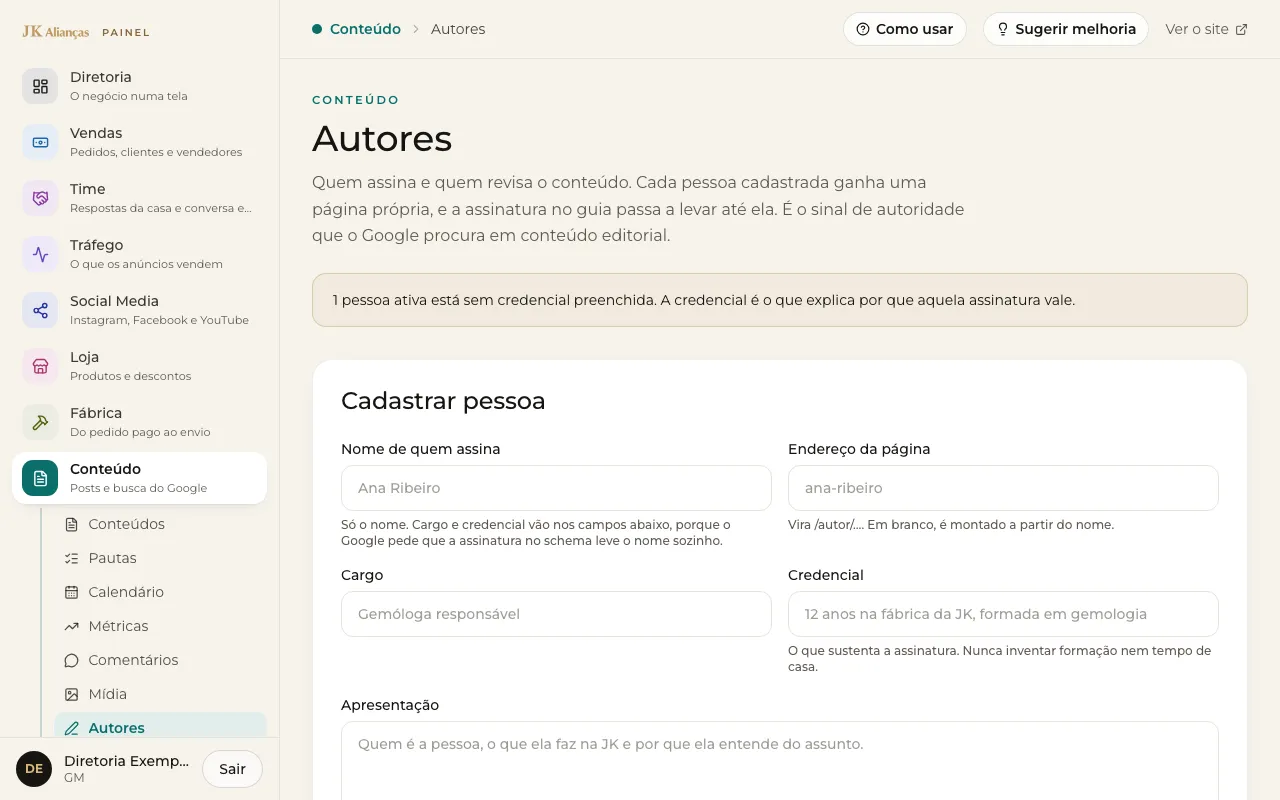 JK Alianças PAINEL
Diretoria
O negócio numa tela
Vendas
Pedidos, clientes e vendedores
Time
Respostas da casa e conversa e...
Tráfego
O que os anúncios vendem
Social Media
Instagram, Facebook e YouTube
Loja
Produtos e descontos
Fábrica
Do pedido pago ao envio
Conteúdo
Posts e busca do Google
Conteúdos
Pautas
Calendário
Métricas
Comentários
Mídia
Autores
DE
Diretoria Exemp...
GM
Sair
Conteúdo > Autores
Como usar
Sugerir melhoria
Ver o site
CONTEÚDO
Autores
Quem assina e quem revisa o conteúdo. Cada pessoa cadastrada ganha uma
página própria, e a assinatura no guia passa a levar até ela. É o sinal de autoridade
que o Google procura em conteúdo editorial.
1 pessoa ativa está sem credencial preenchida. A credencial é o que explica por que aquela assinatura vale.
Cadastrar pessoa
Nome de quem assina
Ana Ribeiro
Só o nome. Cargo e credencial vão nos campos abaixo, porque o
Google pede que a assinatura no schema leve o nome sozinho.
Endereço da página
ana-ribeiro
Vira /autor/.... Em branco, é montado a partir do nome.
Cargo
Gemóloga responsável
Credencial
12 anos na fábrica da JK, formada em gemologia
O que sustenta a assinatura. Nunca inventar formação nem tempo de
casa.
Apresentação
Quem é a pessoa, o que ela faz na JK e por que ela entende do assunto.